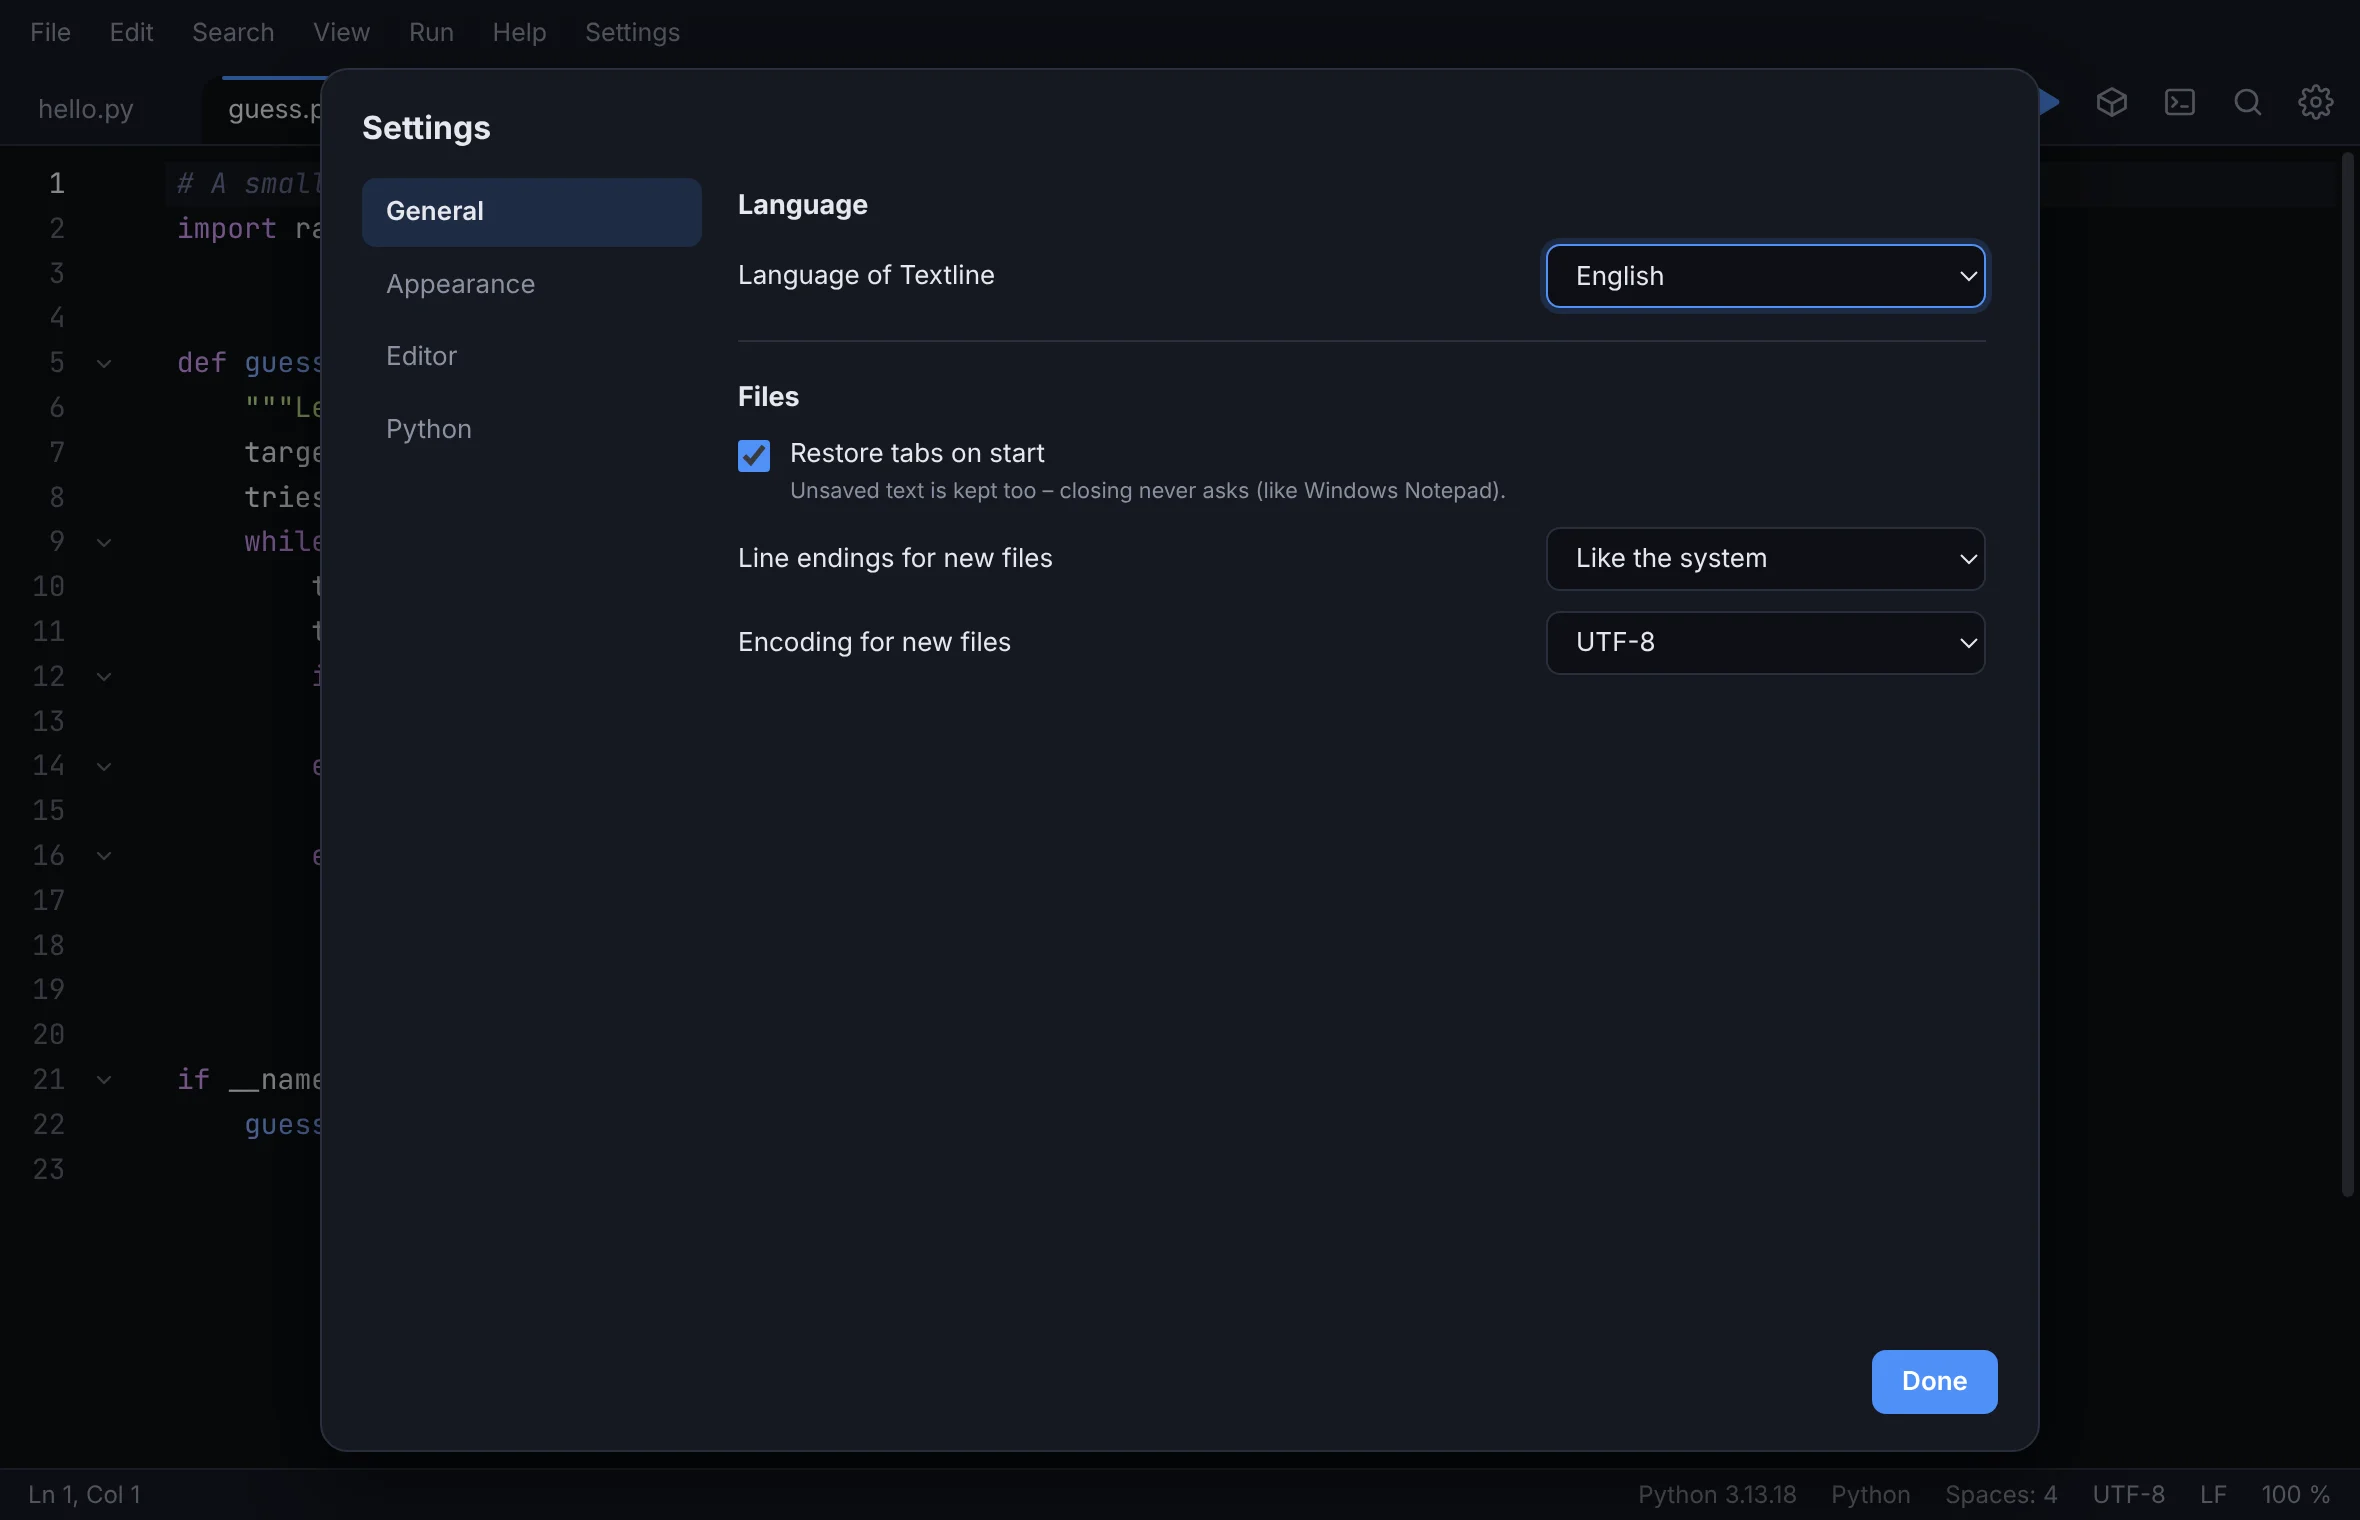 File Edit Search View Run Help Settings
hello.py guess.p
Settings
General
Appearance
Editor
Python
Language
Language of Textline English
Files
Restore tabs on start
Unsaved text is kept too – closing never asks (like Windows Notepad).
Line endings for new files Like the system
Encoding for new files UTF-8
Done
1 # A small
2 import ra
3
4
5 def guess
6 """Le
7 targe
8 tries
9 while
10 t
11 t
12 i
13
14 e
15
16 e
17
18
19
20
21 if __name
22 guess
23
Ln 1, Col 1 Python 3.13.18 Python Spaces: 4 UTF-8 LF 100 %